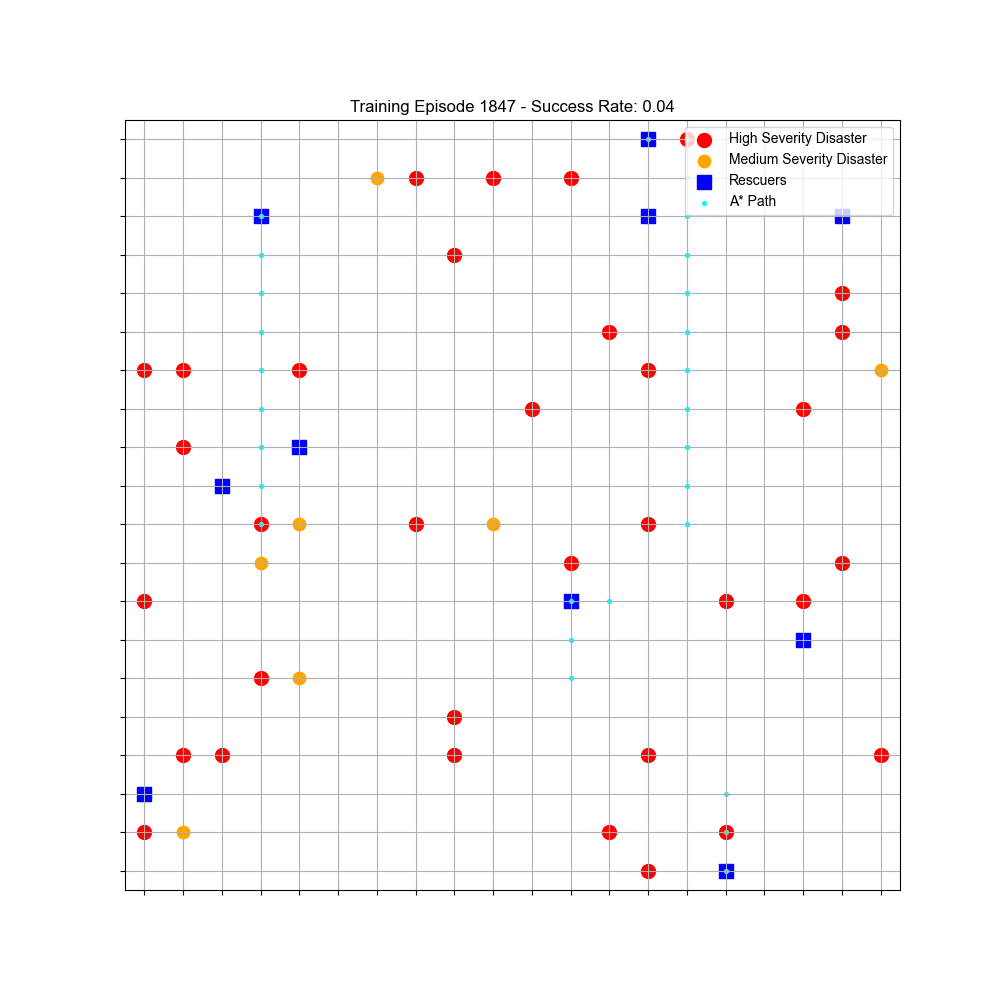 Training Episode 1847 - Success Rate: 0.04
High Severity Disaster
Medium Severity Disaster
Rescuers
A* Path